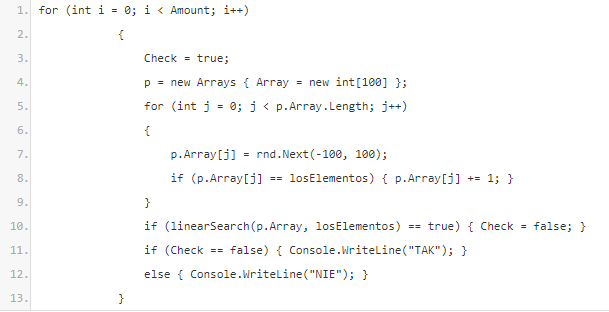 1. for (int i = 0; i < Amount; i++)
2. {
3. Check = true;
4. p = new Arrays { Array = new int[100] };
5. for (int j = 0; j < p.Array.Length; j++)
6. {
7. p.Array[j] = rnd.Next(-100, 100);
8. if (p.Array[j] == losElementos) { p.Array[j] += 1; }
9. }
10. if (linearSearch(p.Array, losElementos) == true) { Check = false; }
11. if (Check == false) { Console.WriteLine("TAK"); }
12. else { Console.WriteLine("NIE"); }
13. }